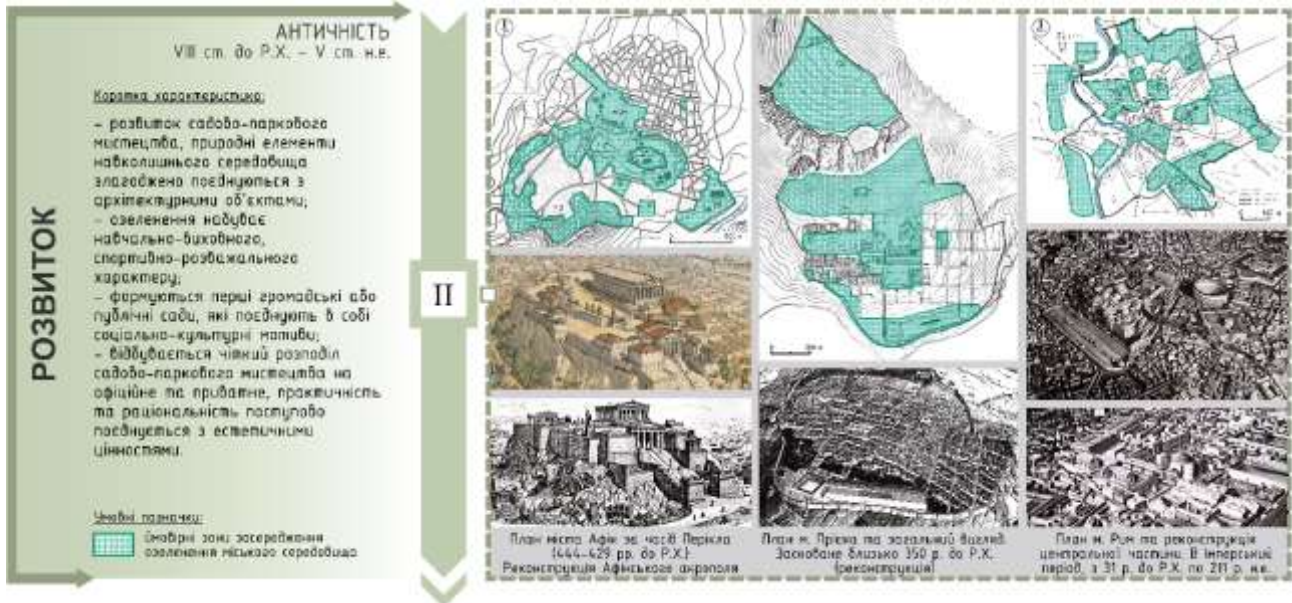 РОЗВИТОК
АНТИЧНІСТЬ
VIII ст. до Р.Х. – V ст. н.е.
Коротка характеристика:
– розвиток садово-паркового
мистецтва, природні елементи
навколишнього середовища
злагоджено поєднуються з
архітектурними об'єктами;
– озеленення набуває
навчально-виховного,
спортивно-розважального
характеру;
– формуються перші громадські або
публічні сади, які поєднують в собі
соціально-культурні мотиви;
– відбувається чіткий розподіл
садово-паркового мистецтва на
офіційне та приватне, практичність
та раціональність поступово
поєднується з естетичними
цінностями.
Умовні позначки:
ймовірні зони зосередження
озеленення міського середовища
II
План міста Афін за часів Перікла
(444-429 рр. до Р.Х.)
Реконструкція Афінського акрополя
План м. Прієна та загальний вигляд.
Засноване близько 350 р. до Р.Х.
(реконструкція)
План м. Рим та реконструкція
центральної частини. В Імперський
період, з 31 р. до Р.Х. по 211 р. н.е.